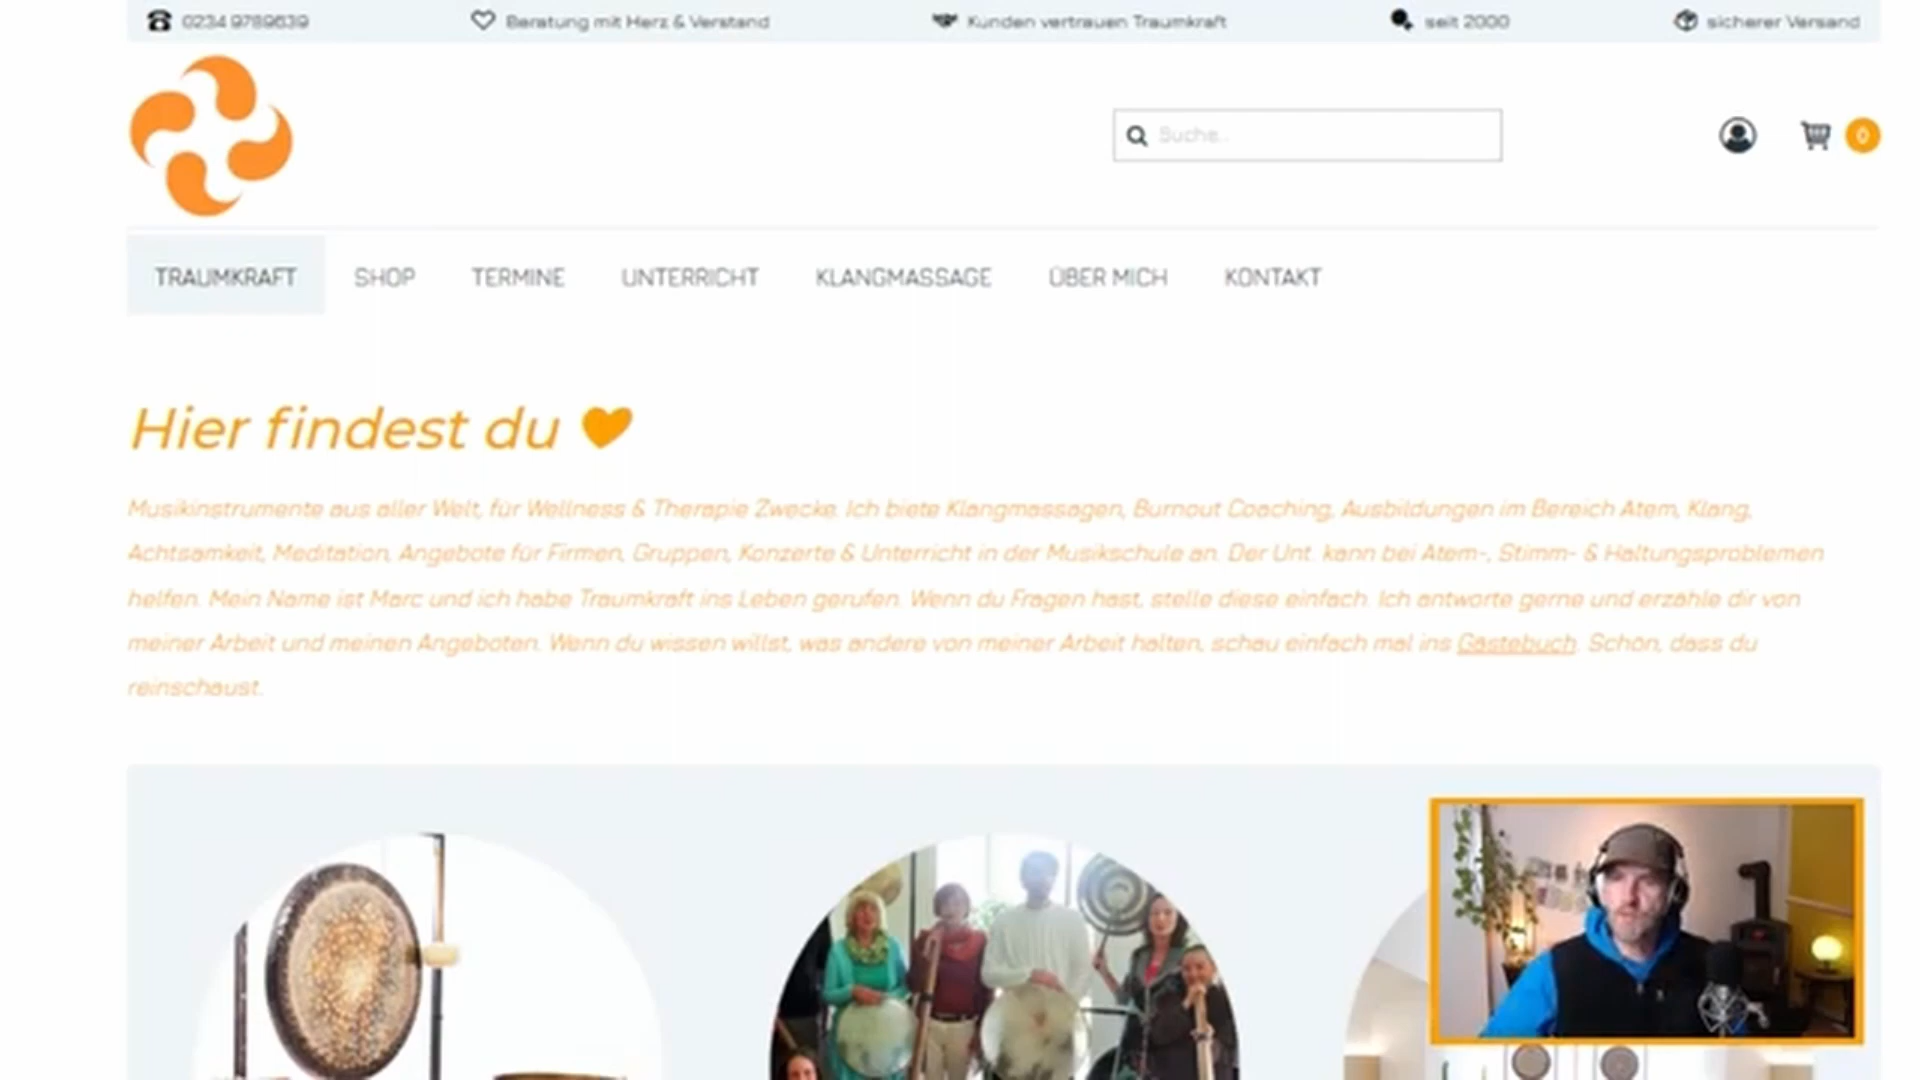 0234 9789639
Beratung mit Herz & Verstand
Kunden vertrauen Traumkraft
seit 2000
sicherer Versand
Suche...
0
TRAUMKRAFT
SHOP
TERMINE
UNTERRICHT
KLANGMASSAGE
ÜBER MICH
KONTAKT
Hier findest du
Musikinstrumente aus aller Welt, für Wellness & Therapie Zwecke. Ich biete Klangmassagen, Burnout Coaching, Ausbildungen im Bereich Atem, Klang,
Achtsamkeit, Meditation, Angebote für Firmen, Gruppen, Konzerte & Unterricht in der Musikschule an. Der Unt. kann bei Atem-, Stimm- & Haltungsproblemen
helfen. Mein Name ist Marc und ich habe Traumkraft ins Leben gerufen. Wenn du Fragen hast, stelle diese einfach. Ich antworte gerne und erzähle dir von
meiner Arbeit und meinen Angeboten. Wenn du wissen willst, was andere von meiner Arbeit halten, schau einfach mal ins Gästebuch. Schön, dass du
reinschaust.